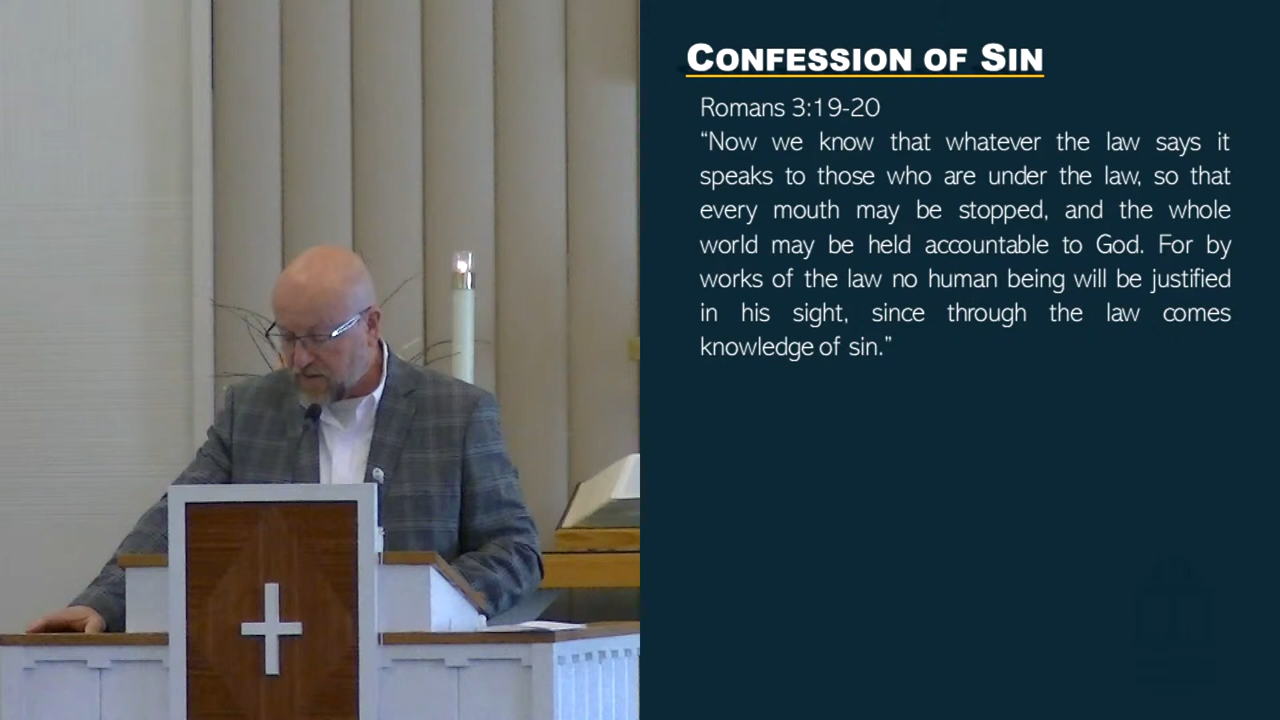 CONFESSION OF SIN
Romans 3:19-20
“Now we know that whatever the law says it
speaks to those who are under the law, so that
every mouth may be stopped, and the whole
world may be held accountable to God. For by
works of the law no human being will be justified
in his sight, since through the law comes
knowledge of sin.”